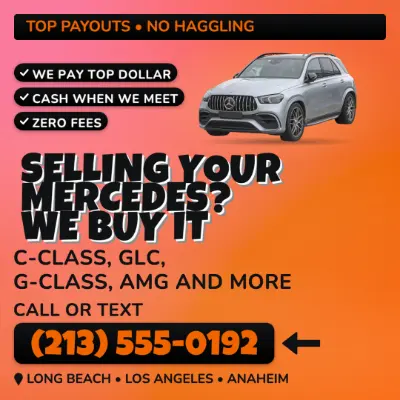 TOP PAYOUTS • NO HAGGLING
WE PAY TOP DOLLAR
CASH WHEN WE MEET
ZERO FEES
SELLING YOUR
MERCEDES?
WE BUY IT
C-CLASS, GLC,
G-CLASS, AMG AND MORE
CALL OR TEXT
(213) 555-0192
LONG BEACH • LOS ANGELES • ANAHEIM